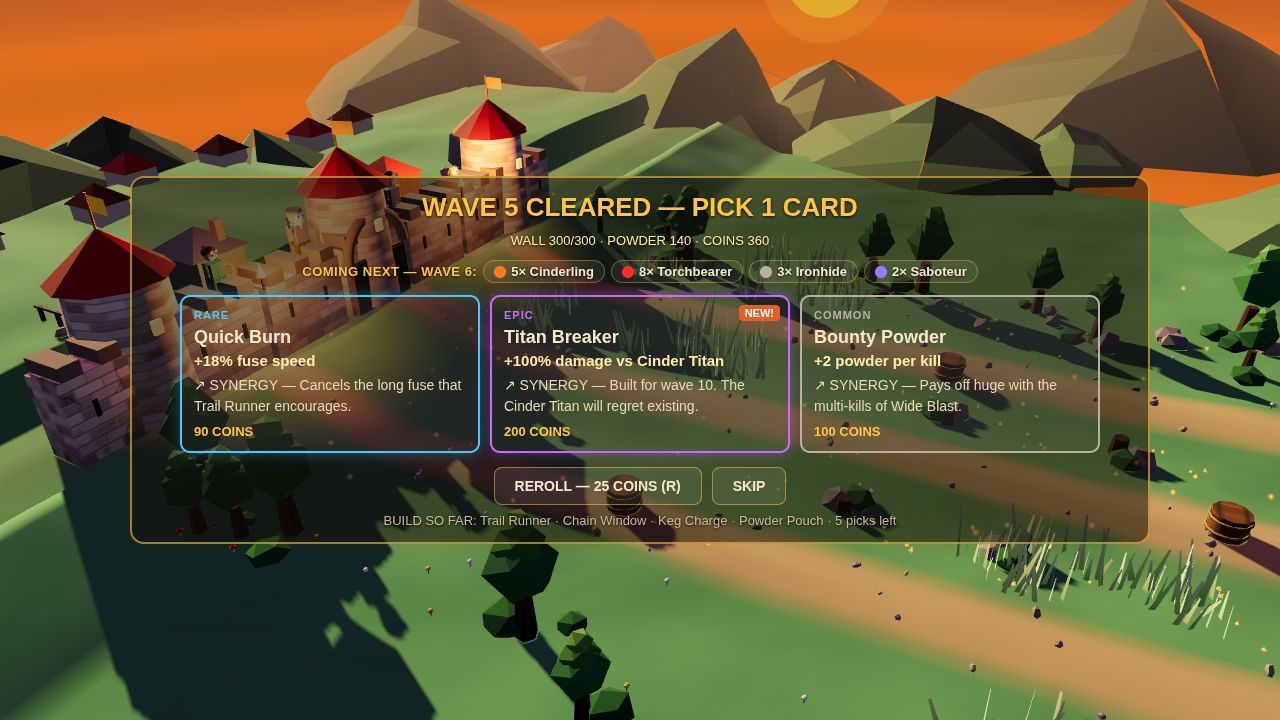 WAVE 5 CLEARED — PICK 1 CARD
WALL 300/300 · POWDER 140 · COINS 360
COMING NEXT — WAVE 6: 5× Cinderling 8× Torchbearer 3× Ironhide 2× Saboteur
RARE
Quick Burn
+18% fuse speed
↗ SYNERGY — Cancels the long fuse that
Trail Runner encourages.
90 COINS
EPIC NEW!
Titan Breaker
+100% damage vs Cinder Titan
↗ SYNERGY — Built for wave 10. The
Cinder Titan will regret existing.
200 COINS
COMMON
Bounty Powder
+2 powder per kill
↗ SYNERGY — Pays off huge with the
multi-kills of Wide Blast.
100 COINS
REROLL — 25 COINS (R) SKIP
BUILD SO FAR: Trail Runner · Chain Window · Keg Charge · Powder Pouch · 5 picks left